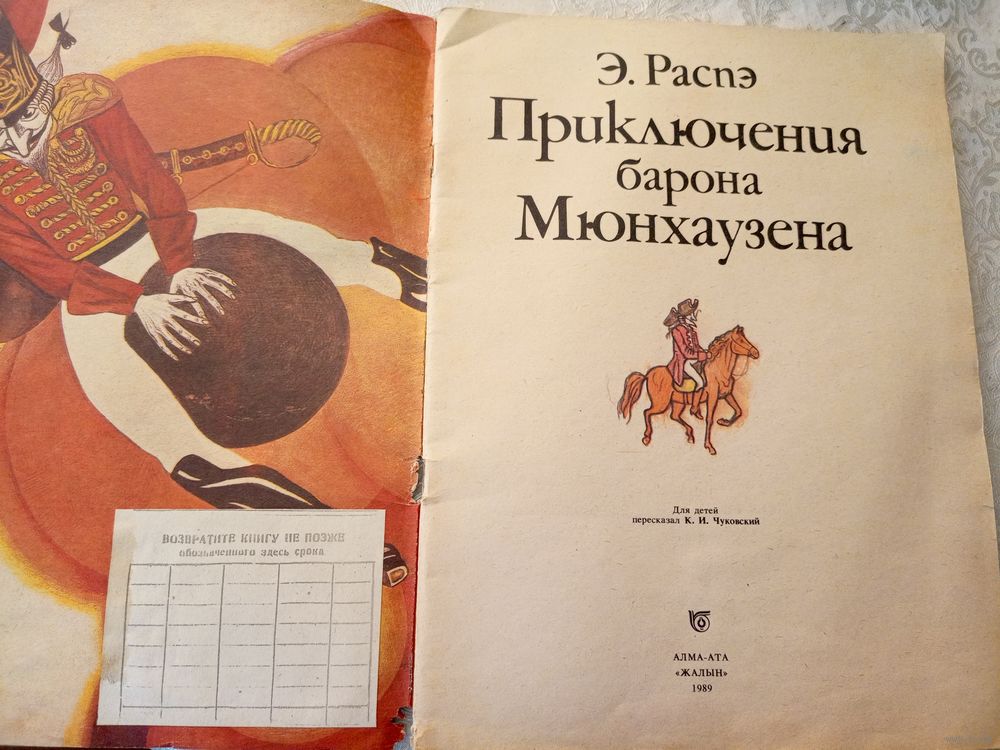 ВОЗВРАТИТЕ КНИГУ НЕ ПОЗЖЕ
обозначенного здесь срока
Э. Распэ
Приключения
барона
Мюнхаузена
Для детей
пересказал К. И. Чуковский
АЛМА-АТА
«ЖАЛЫН»
1989